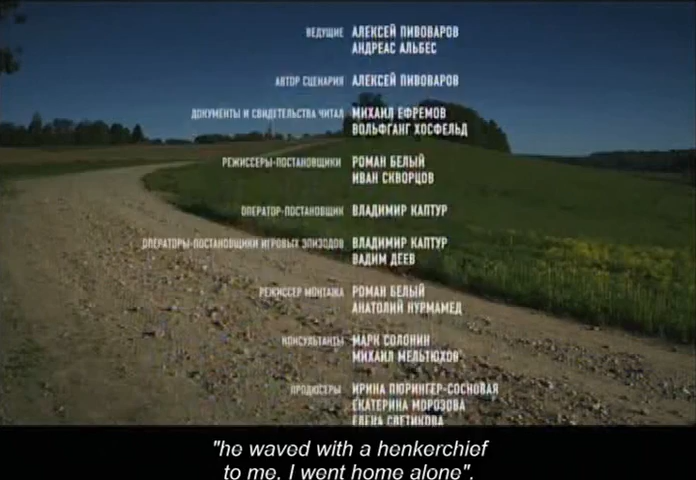 ВЕДУЩИЕ АЛЕКСЕЙ ПИВОВАРОВ
АНДРЕАС АЛЬБЕС
АВТОР СЦЕНАРИЯ АЛЕКСЕЙ ПИВОВАРОВ
ДОКУМЕНТЫ И СВИДЕТЕЛЬСТВА ЧИТАЛ МИХАИЛ ЕФРЕМОВ
ВОЛЬФГАНГ ХОСФЕЛЬД
РЕЖИССЕРЫ-ПОСТАНОВЩИКИ РОМАН БЕЛЫЙ
ИВАН СКВОРЦОВ
ОПЕРАТОР-ПОСТАНОВЩИК ВЛАДИМИР КАПТУР
ОПЕРАТОРЫ-ПОСТАНОВЩИКИ ИГРОВЫХ ЭПИЗОДОВ ВЛАДИМИР КАПТУР
ВАДИМ ДЕЕВ
РЕЖИССЕР МОНТАЖА РОМАН БЕЛЫЙ
АНАТОЛИЙ НУРМАМЕД
КОНСУЛЬТАНТЫ МАРК СОЛОНИН
МИХАИЛ МЕЛЬТЮХОВ
ПРОДЮСЕРЫ ИРИНА ПЮРИНГЕР-СОСНОВАЯ
ЕКАТЕРИНА МОРОЗОВА
ЕЛЕНА СВЕТИКОВА
"he waved with a henkerchief
to me, I went home alone".